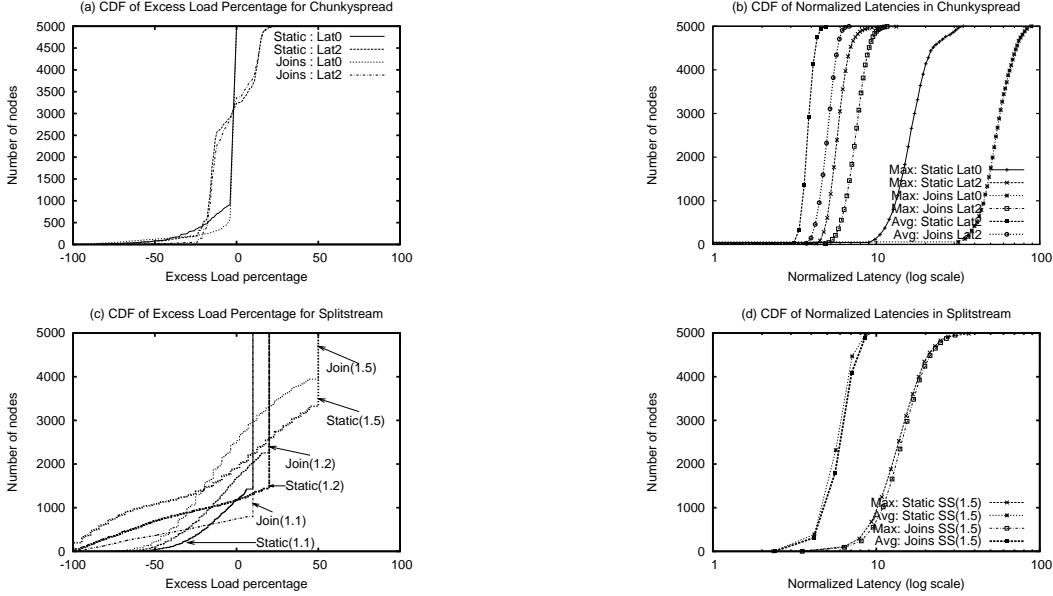 (a) CDF of Excess Load Percentage for Chunkyspread
5000
4500
4000
3500
3000
2500
2000
1500
1000
500
0
Number of nodes
Static : Lat0
Static : Lat2
Joins : Lat0
Joins : Lat2
-100
-50
0
50
100
Excess Load percentage
(b) CDF of Normalized Latencies in Chunkyspread
5000
4500
4000
3500
3000
2500
2000
1500
1000
500
0
Number of nodes
Max: Static Lat0
Max: Static Lat2
Max: Joins Lat0
Max: Joins Lat2
Avg: Static Lat2
Avg: Joins Lat2
1
10
100
Normalized Latency (log scale)
(c) CDF of Excess Load Percentage for Splitstream
5000
4000
3000
2000
1000
0
Number of nodes
Join(1.5)
Static(1.5)
Join(1.2)
Static(1.2)
Join(1.1)
Static(1.1)
-100
-50
0
50
100
Excess Load percentage
(d) CDF of Normalized Latencies in Splitstream
5000
4000
3000
2000
1000
0
Number of nodes
Max: Static SS(1.5)
Avg: Static SS(1.5)
Max: Joins SS(1.5)
Avg: Joins SS(1.5)
1
10
100
Normalized Latency (log scale)